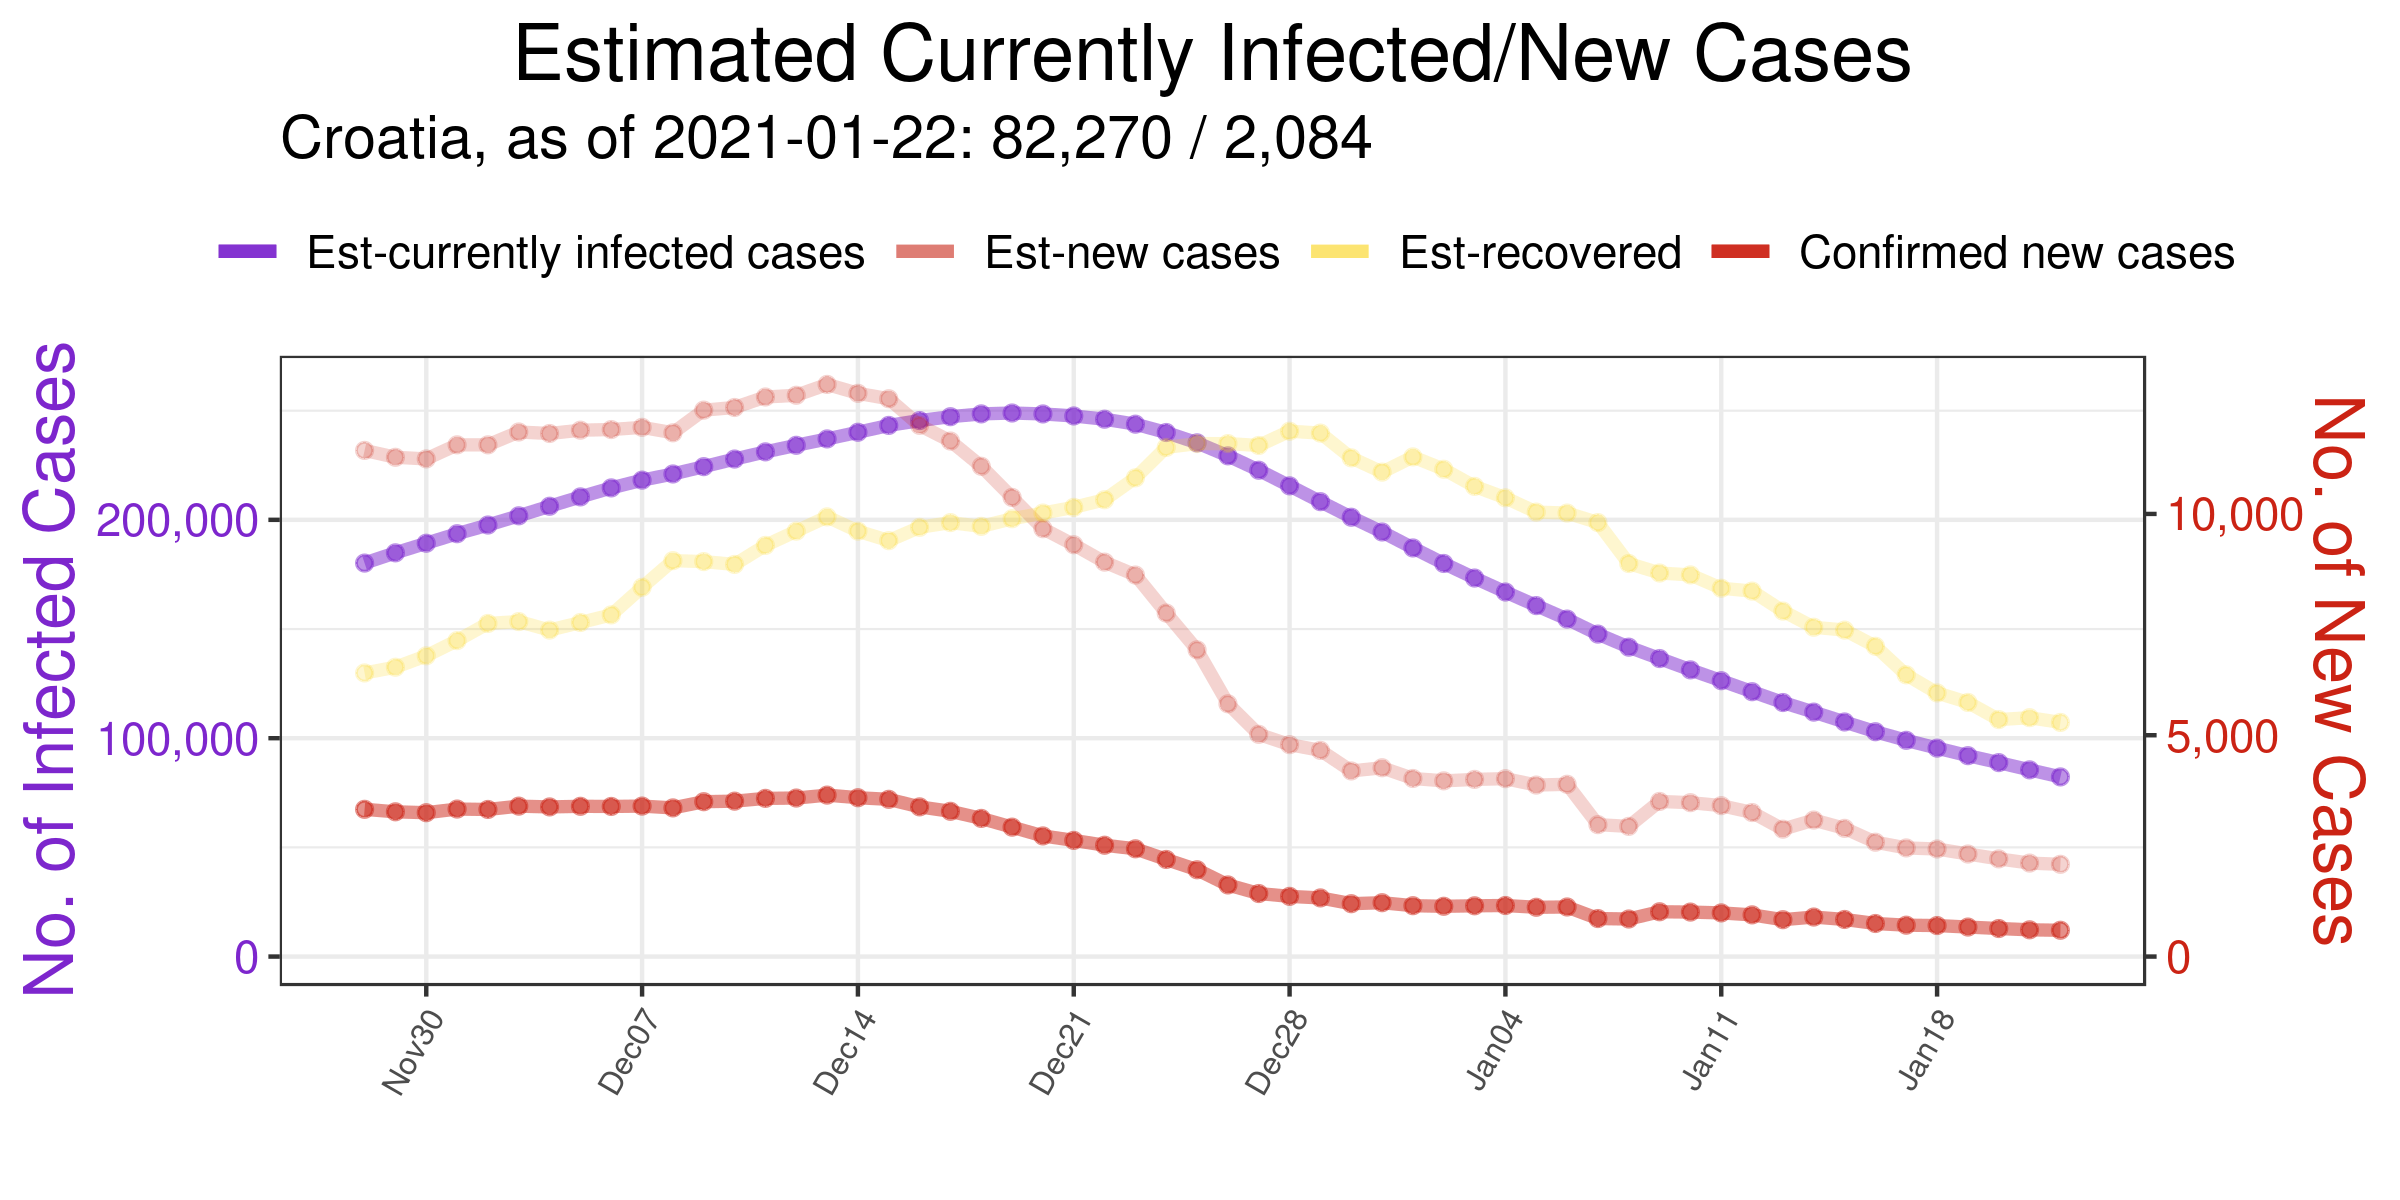 Estimated Currently Infected/New Cases
Croatia, as of 2021-01-22: 82,270 / 2,084
Est-currently infected cases Est-new cases Est-recovered Confirmed new cases
No. of Infected Cases
200,000
100,000
0
10,000
5,000
0
No. of New Cases
Nov30 Dec07 Dec14 Dec21 Dec28 Jan04 Jan11 Jan18